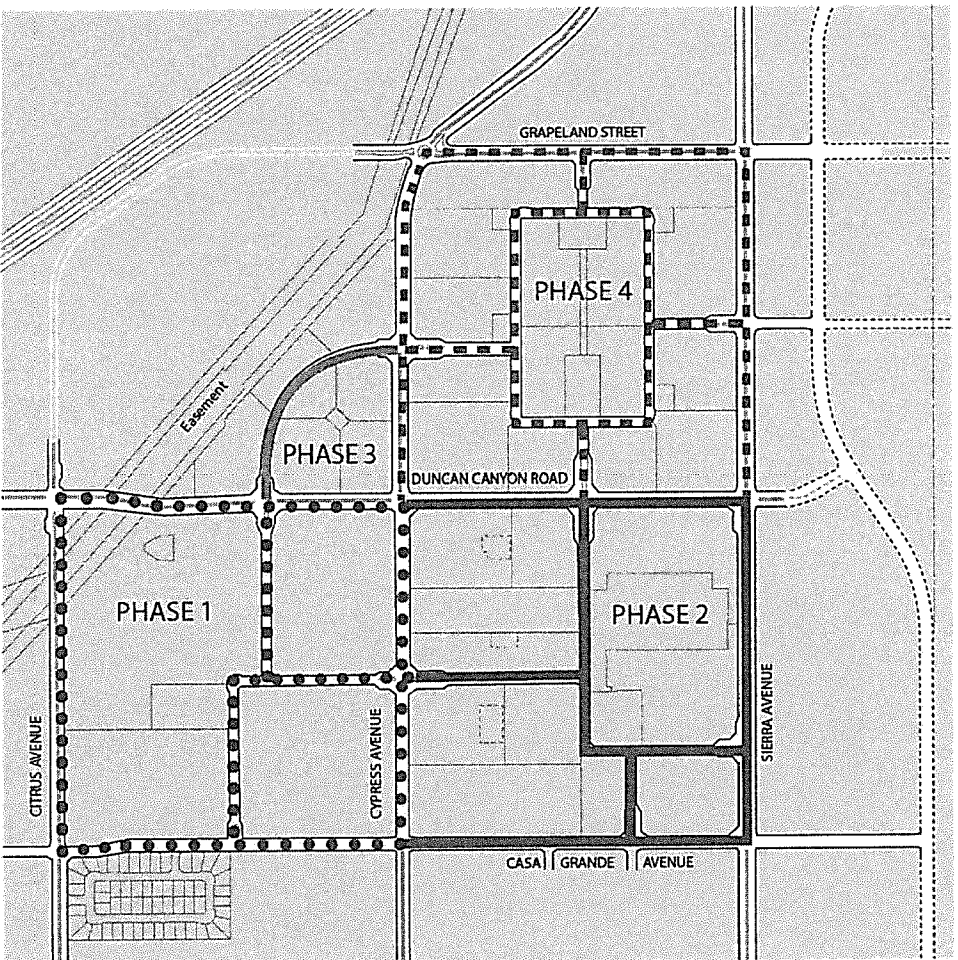 GRAPELAND STREET
PHASE 4
Easement
PHASE 3
DUNCAN CANYON ROAD
PHASE 1
PHASE 2
CITRUS AVENUE
CYPRESS AVENUE
SIERRA AVENUE
CASA GRANDE AVENUE